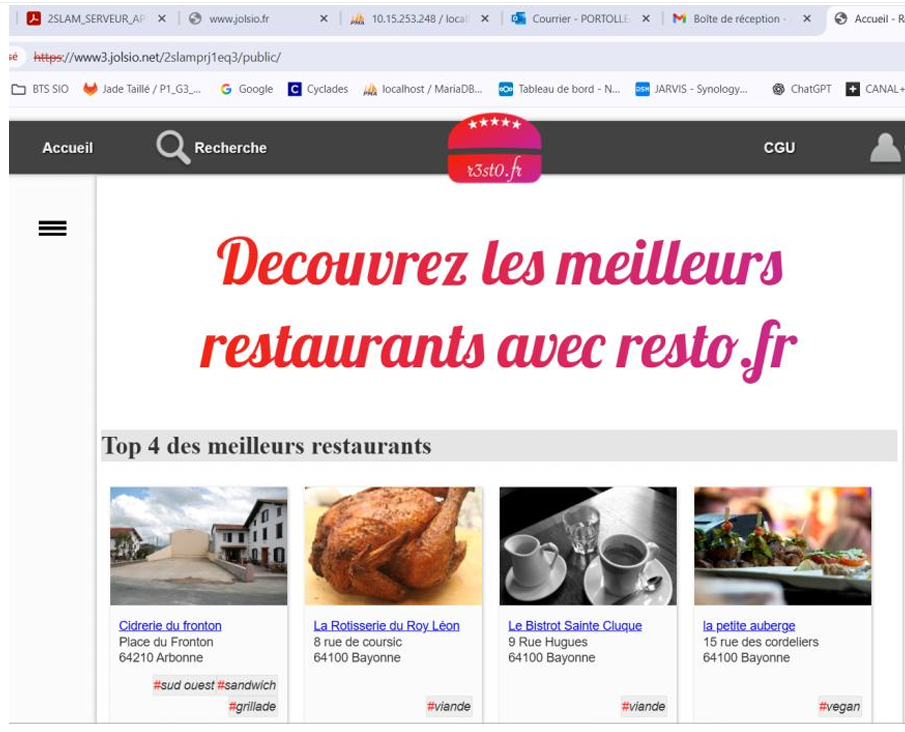 2SLAM_SERVEUR_AP
www.jolsio.fr
10.15.253.248 / local
Courrier - PORTOLLE
Boîte de réception -
Accueil - R
sé https://www3.jolsio.net/2slamprj1eq3/public/
BTS SIO
Jade Taillé / P1_G3_...
Google
Cyclades
localhost / MariaDB...
Tableau de bord - N...
JARVIS - Synology...
ChatGPT
CANAL+
Accueil
Recherche
r3st0.fr
CGU
Decouvrez les meilleurs
restaurants avec resto.fr
Top 4 des meilleurs restaurants
Cidrerie du fronton
Place du Fronton
64210 Arbonne
#sud ouest #sandwich
#grillade
La Rotisserie du Roy Léon
8 rue de coursic
64100 Bayonne
#viande
Le Bistrot Sainte Cluque
9 Rue Hugues
64100 Bayonne
#viande
la petite auberge
15 rue des cordeliers
64100 Bayonne
#vegan